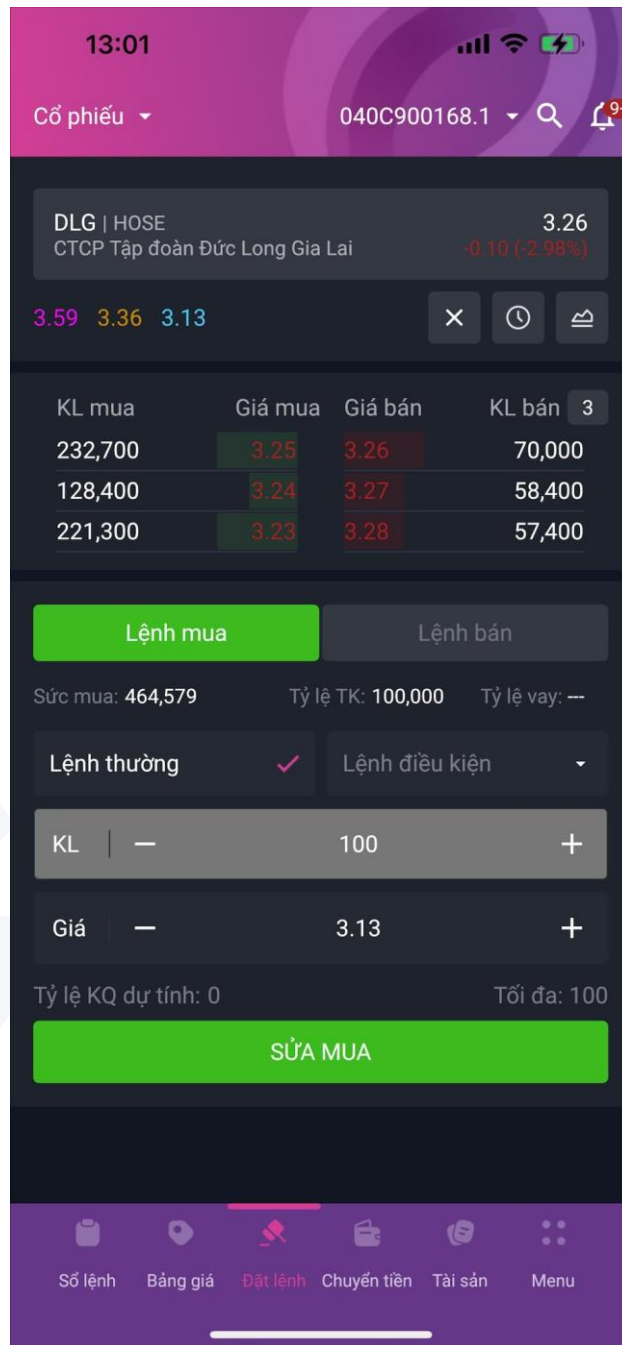 13:01
Cổ phiếu 040C900168.1 9+
DLG | HOSE 3.26
CTCP Tập đoàn Đức Long Gia Lai -0.10 (-2.98%)
3.59 3.36 3.13
KL mua Giá mua Giá bán KL bán 3
232,700 3.25 3.26 70,000
128,400 3.24 3.27 58,400
221,300 3.23 3.28 57,400
Lệnh mua Lệnh bán
Sức mua: 464,579 Tỷ lệ TK: 100,000 Tỷ lệ vay: ---
Lệnh thường Lệnh điều kiện
KL 100
Giá 3.13
Tỷ lệ KQ dự tính: 0 Tối đa: 100
SỬA MUA
Sổ lệnh Bảng giá Đặt lệnh Chuyển tiền Tài sản Menu